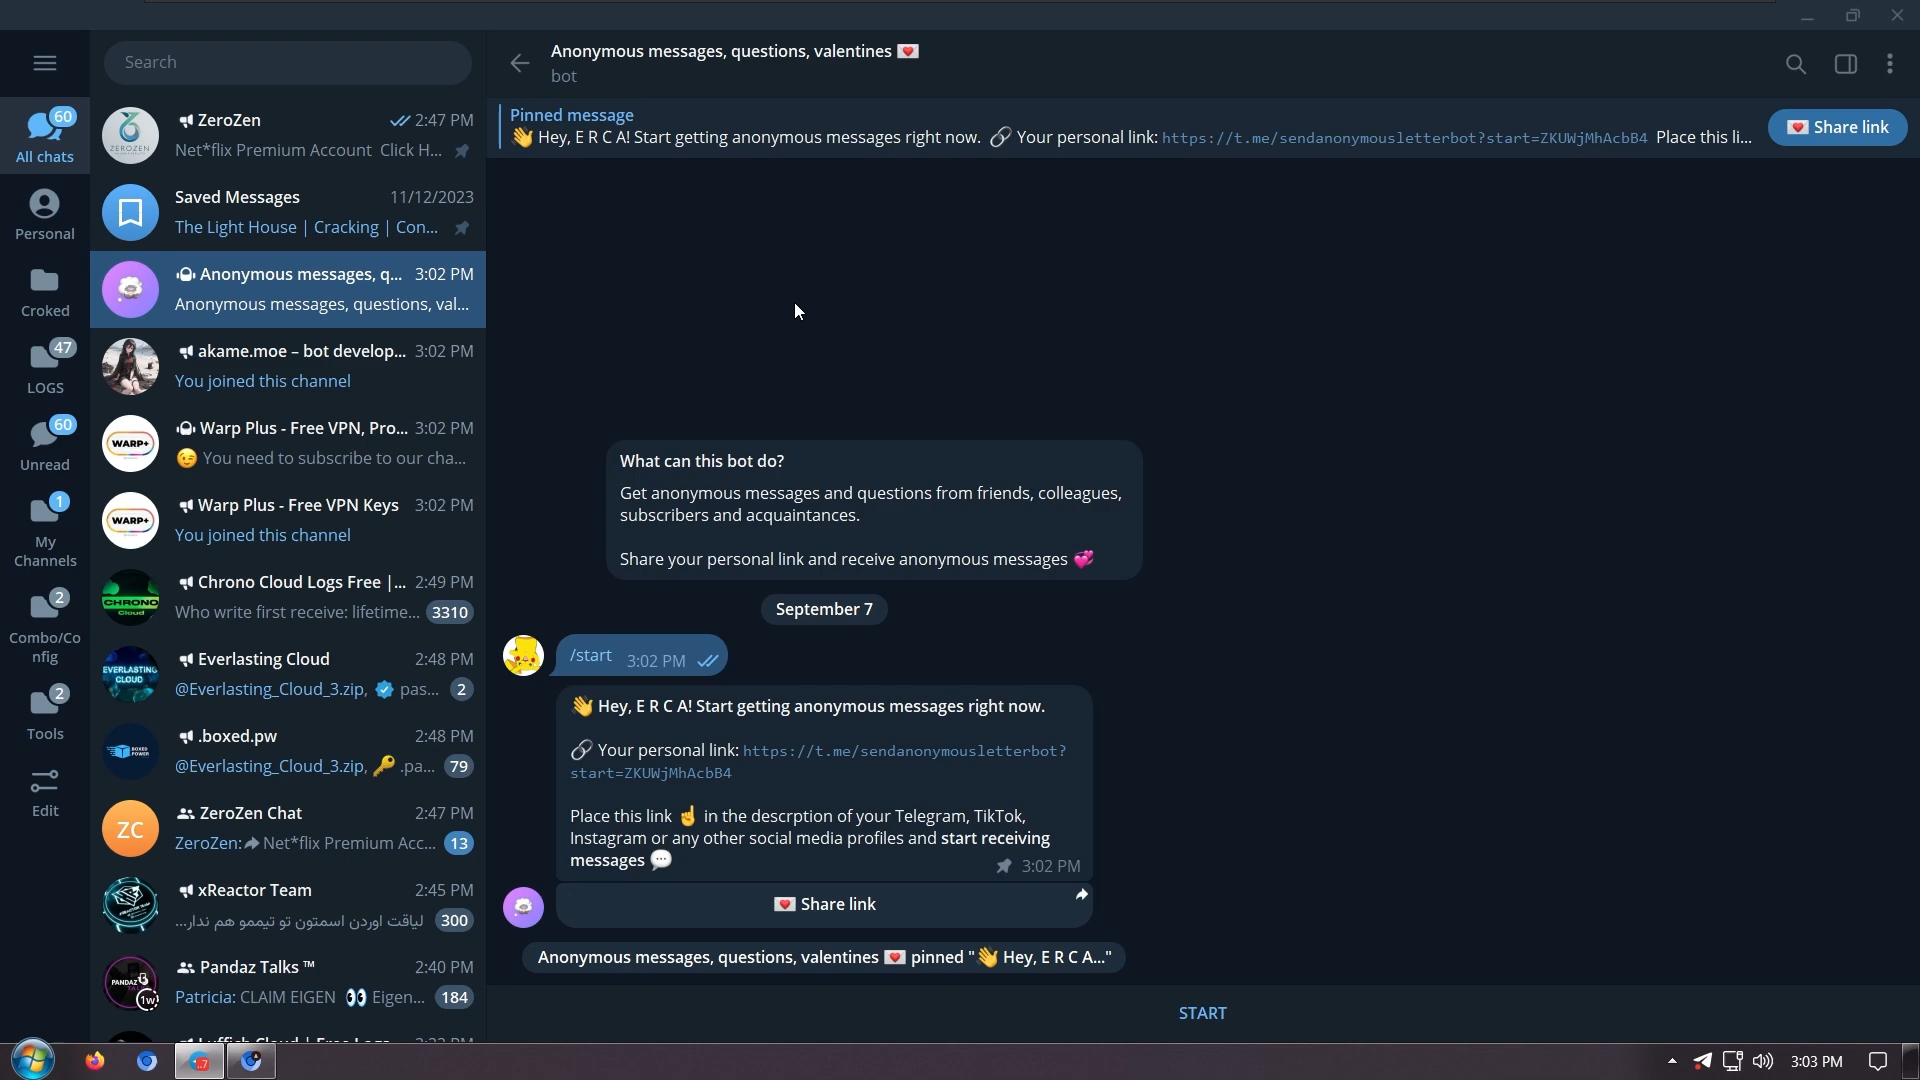 Search
60
All chats
Personal
Croked
47
LOGS
60
Unread
1
My
Channels
2
Combo/Co
nfig
2
Tools
Edit
ZeroZen 2:47 PM
Net*flix Premium Account Click H...
Saved Messages 11/12/2023
The Light House | Cracking | Con...
Anonymous messages, q... 3:02 PM
Anonymous messages, questions, val...
akame.moe – bot develop... 3:02 PM
You joined this channel
WARP+
Warp Plus - Free VPN, Pro... 3:02 PM
😉 You need to subscribe to our cha...
WARP+
Warp Plus - Free VPN Keys 3:02 PM
You joined this channel
CHRONO
Cloud
Chrono Cloud Logs Free |... 2:49 PM
Who write first receive: lifetime... 3310
EVERLASTING
CLOUD
Everlasting Cloud 2:48 PM
@Everlasting_Cloud_3.zip, pas... 2
BOXED
POWER
.boxed.pw 2:48 PM
@Everlasting_Cloud_3.zip, 🔑 .pa... 79
ZC
ZeroZen Chat 2:47 PM
ZeroZen: Net*flix Premium Acc... 13
xReactor Team 2:45 PM
لیاقت اوردن اسمتون تو تیممو هم ندار... 300
1w
Pandaz Talks ™ 2:40 PM
Patricia: CLAIM EIGEN 👀 Eigen... 184
Anonymous messages, questions, valentines 💌
bot
Pinned message
👋 Hey, E R C A! Start getting anonymous messages right now. 🔗 Your personal link: https://t.me/sendanonymousletterbot?start=ZKUWjMhAcbB4 Place this li...
💌 Share link
What can this bot do?
Get anonymous messages and questions from friends, colleagues,
subscribers and acquaintances.
Share your personal link and receive anonymous messages 💞
September 7
/start 3:02 PM
👋 Hey, E R C A! Start getting anonymous messages right now.
🔗 Your personal link: https://t.me/sendanonymousletterbot?
start=ZKUWjMhAcbB4
Place this link ☝ in the descrption of your Telegram, TikTok,
Instagram or any other social media profiles and start receiving
messages 💬
3:02 PM
💌 Share link
Anonymous messages, questions, valentines 💌 pinned "👋 Hey, E R C A..."
START
3:03 PM